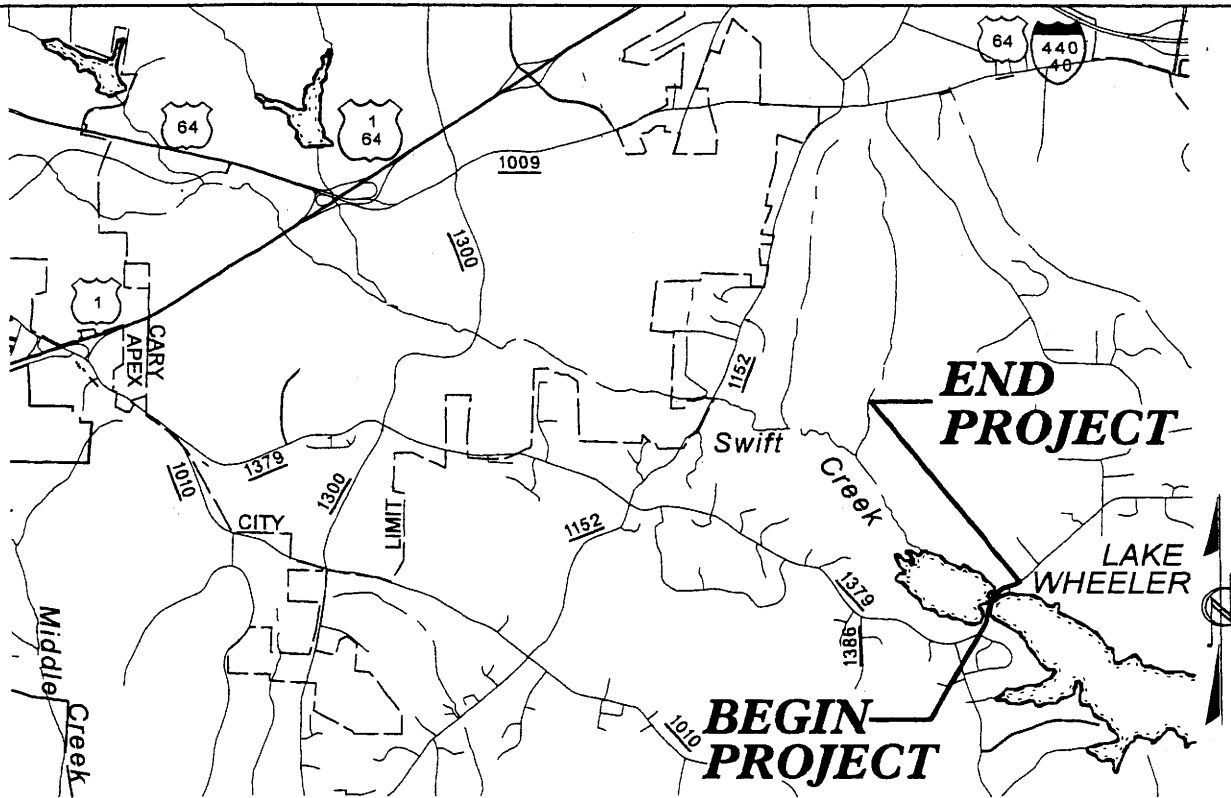 64
440
40
64
1
64
1009
1300
1
CARY
APEX
1152
END
PROJECT
Swift
Creek
1379
1010
1300
LIMIT
CITY
1152
LAKE
WHEELER
1379
1386
Middle
Creek
BEGIN
PROJECT
1010